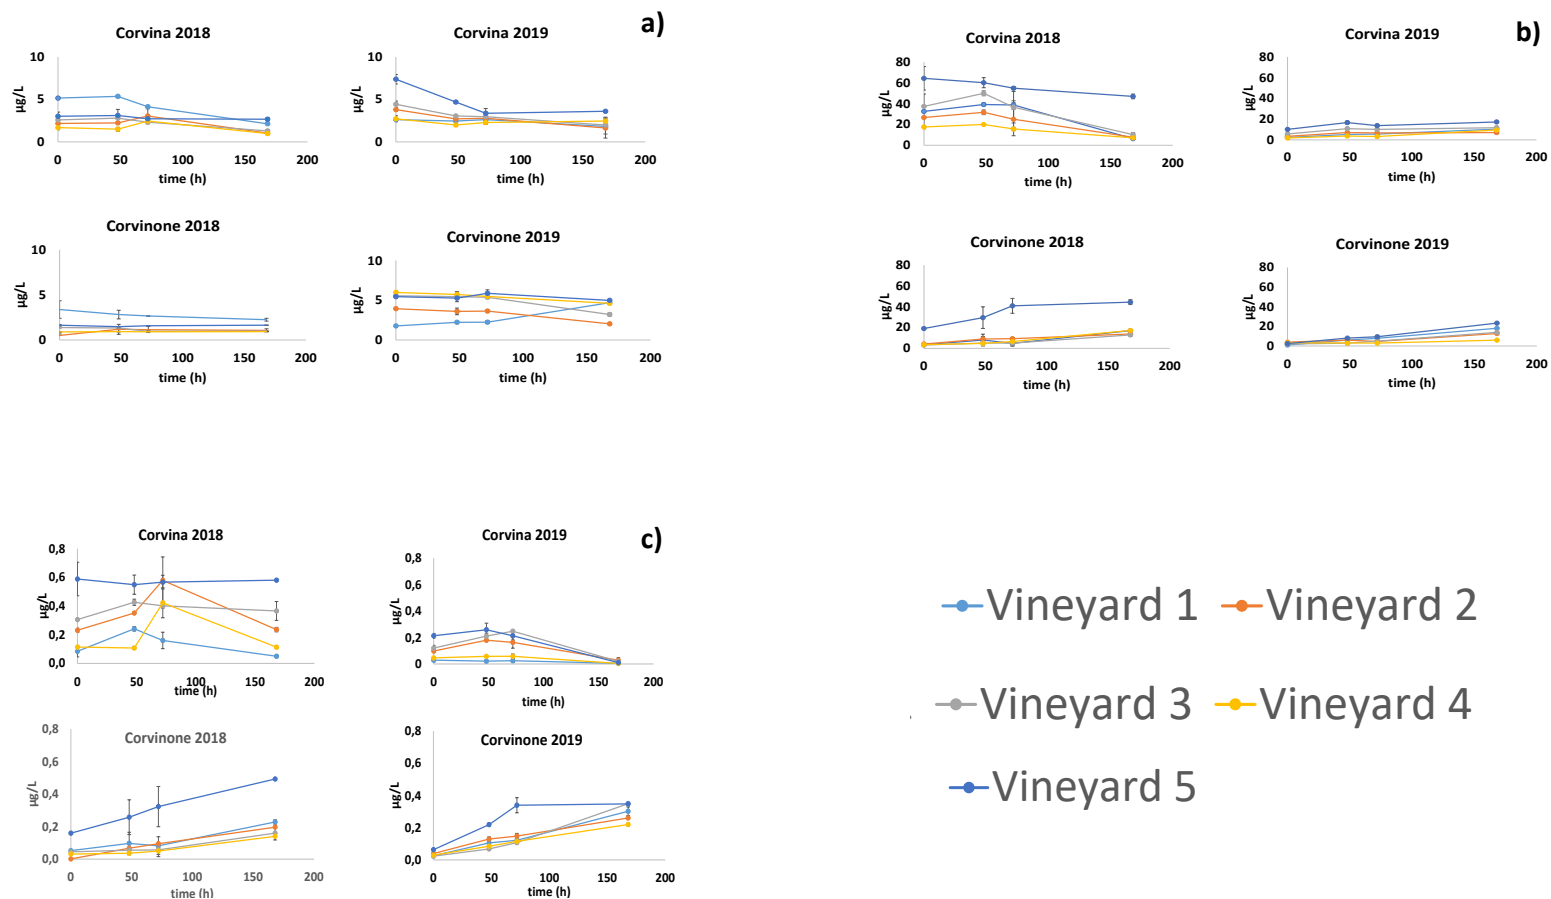 a)
Corvina 2018
10
5
0
µg/L
0 50 100 150 200
time (h)
Corvina 2019
10
5
0
µg/L
0 50 100 150 200
time (h)
Corvinone 2018
10
5
0
µg/L
0 50 100 150 200
time (h)
Corvinone 2019
10
5
0
µg/L
0 50 100 150 200
time (h)
b)
Corvina 2018
80
60
40
20
0
µg/L
0 50 100 150 200
time (h)
Corvina 2019
80
60
40
20
0
µg/L
0 50 100 150 200
time (h)
Corvinone 2018
80
60
40
20
0
µg/L
0 50 100 150 200
time (h)
Corvinone 2019
80
60
40
20
0
µg/L
0 50 100 150 200
time (h)
c)
Corvina 2018
0,8
0,6
0,4
0,2
0,0
µg/L
0 50 100 150 200
time (h)
Corvina 2019
0,8
0,6
0,4
0,2
0
µg/L
0 50 100 150 200
time (h)
Corvinone 2018
0,8
0,6
0,4
0,2
0,0
µg/L
0 50 100 150 200
time (h)
Corvinone 2019
0,8
0,6
0,4
0,2
0,0
µg/L
0 50 100 150 200
time (h)
Vineyard 1 Vineyard 2
Vineyard 3 Vineyard 4
Vineyard 5